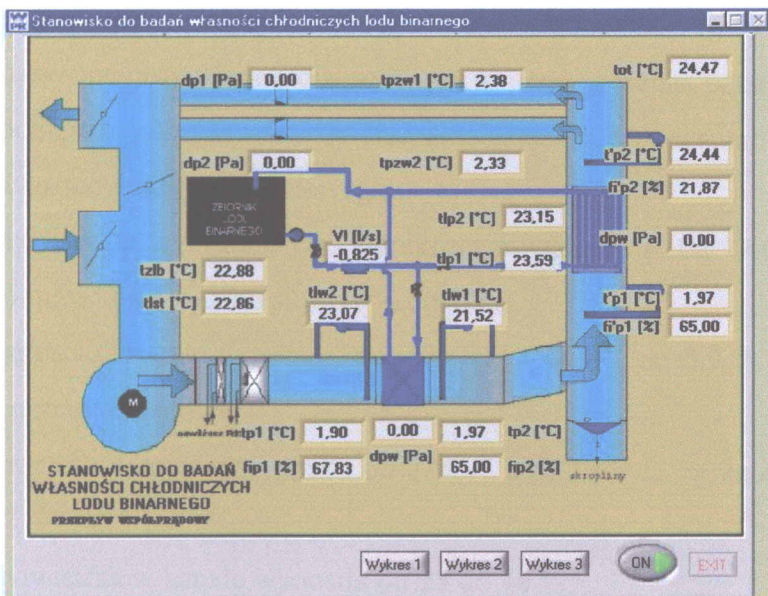 Stanowisko do badań własności chłodniczych lodu binarnego
dp1 [Pa] 0,00 tpzw1 [°C] 2,38 tot [°C] 24,47
dp2 [Pa] 0,00 tpzw2 [°C] 2,33 t'p2 [°C] 24,44
fi'p2 [%] 21,87
ZBIORNIK
LODU
BINARNEGO
Vl [l/s]
-0,825
tlp2 [°C] 23,15
dpw [Pa] 0,00
tlp1 [°C] 23,59
tzlb [°C] 22,88
tlst [°C] 22,86
tlw2 [°C]
23,07
tlw1 [°C]
21,52
t'p1 [°C] 1,97
fi'p1 [%] 65,00
M
tp1 [°C] 1,90 0,00 1,97 tp2 [°C]
dpw [Pa]
fip1 [%] 67,83 65,00 fip2 [%]
skropliny
STANOWISKO DO BADAŃ
WŁASNOŚCI CHŁODNICZYCH
LODU BINARNEGO
PRZEPŁYW WSPÓŁPRĄDOWY
Wykres 1 Wykres 2 Wykres 3 ON EXIT